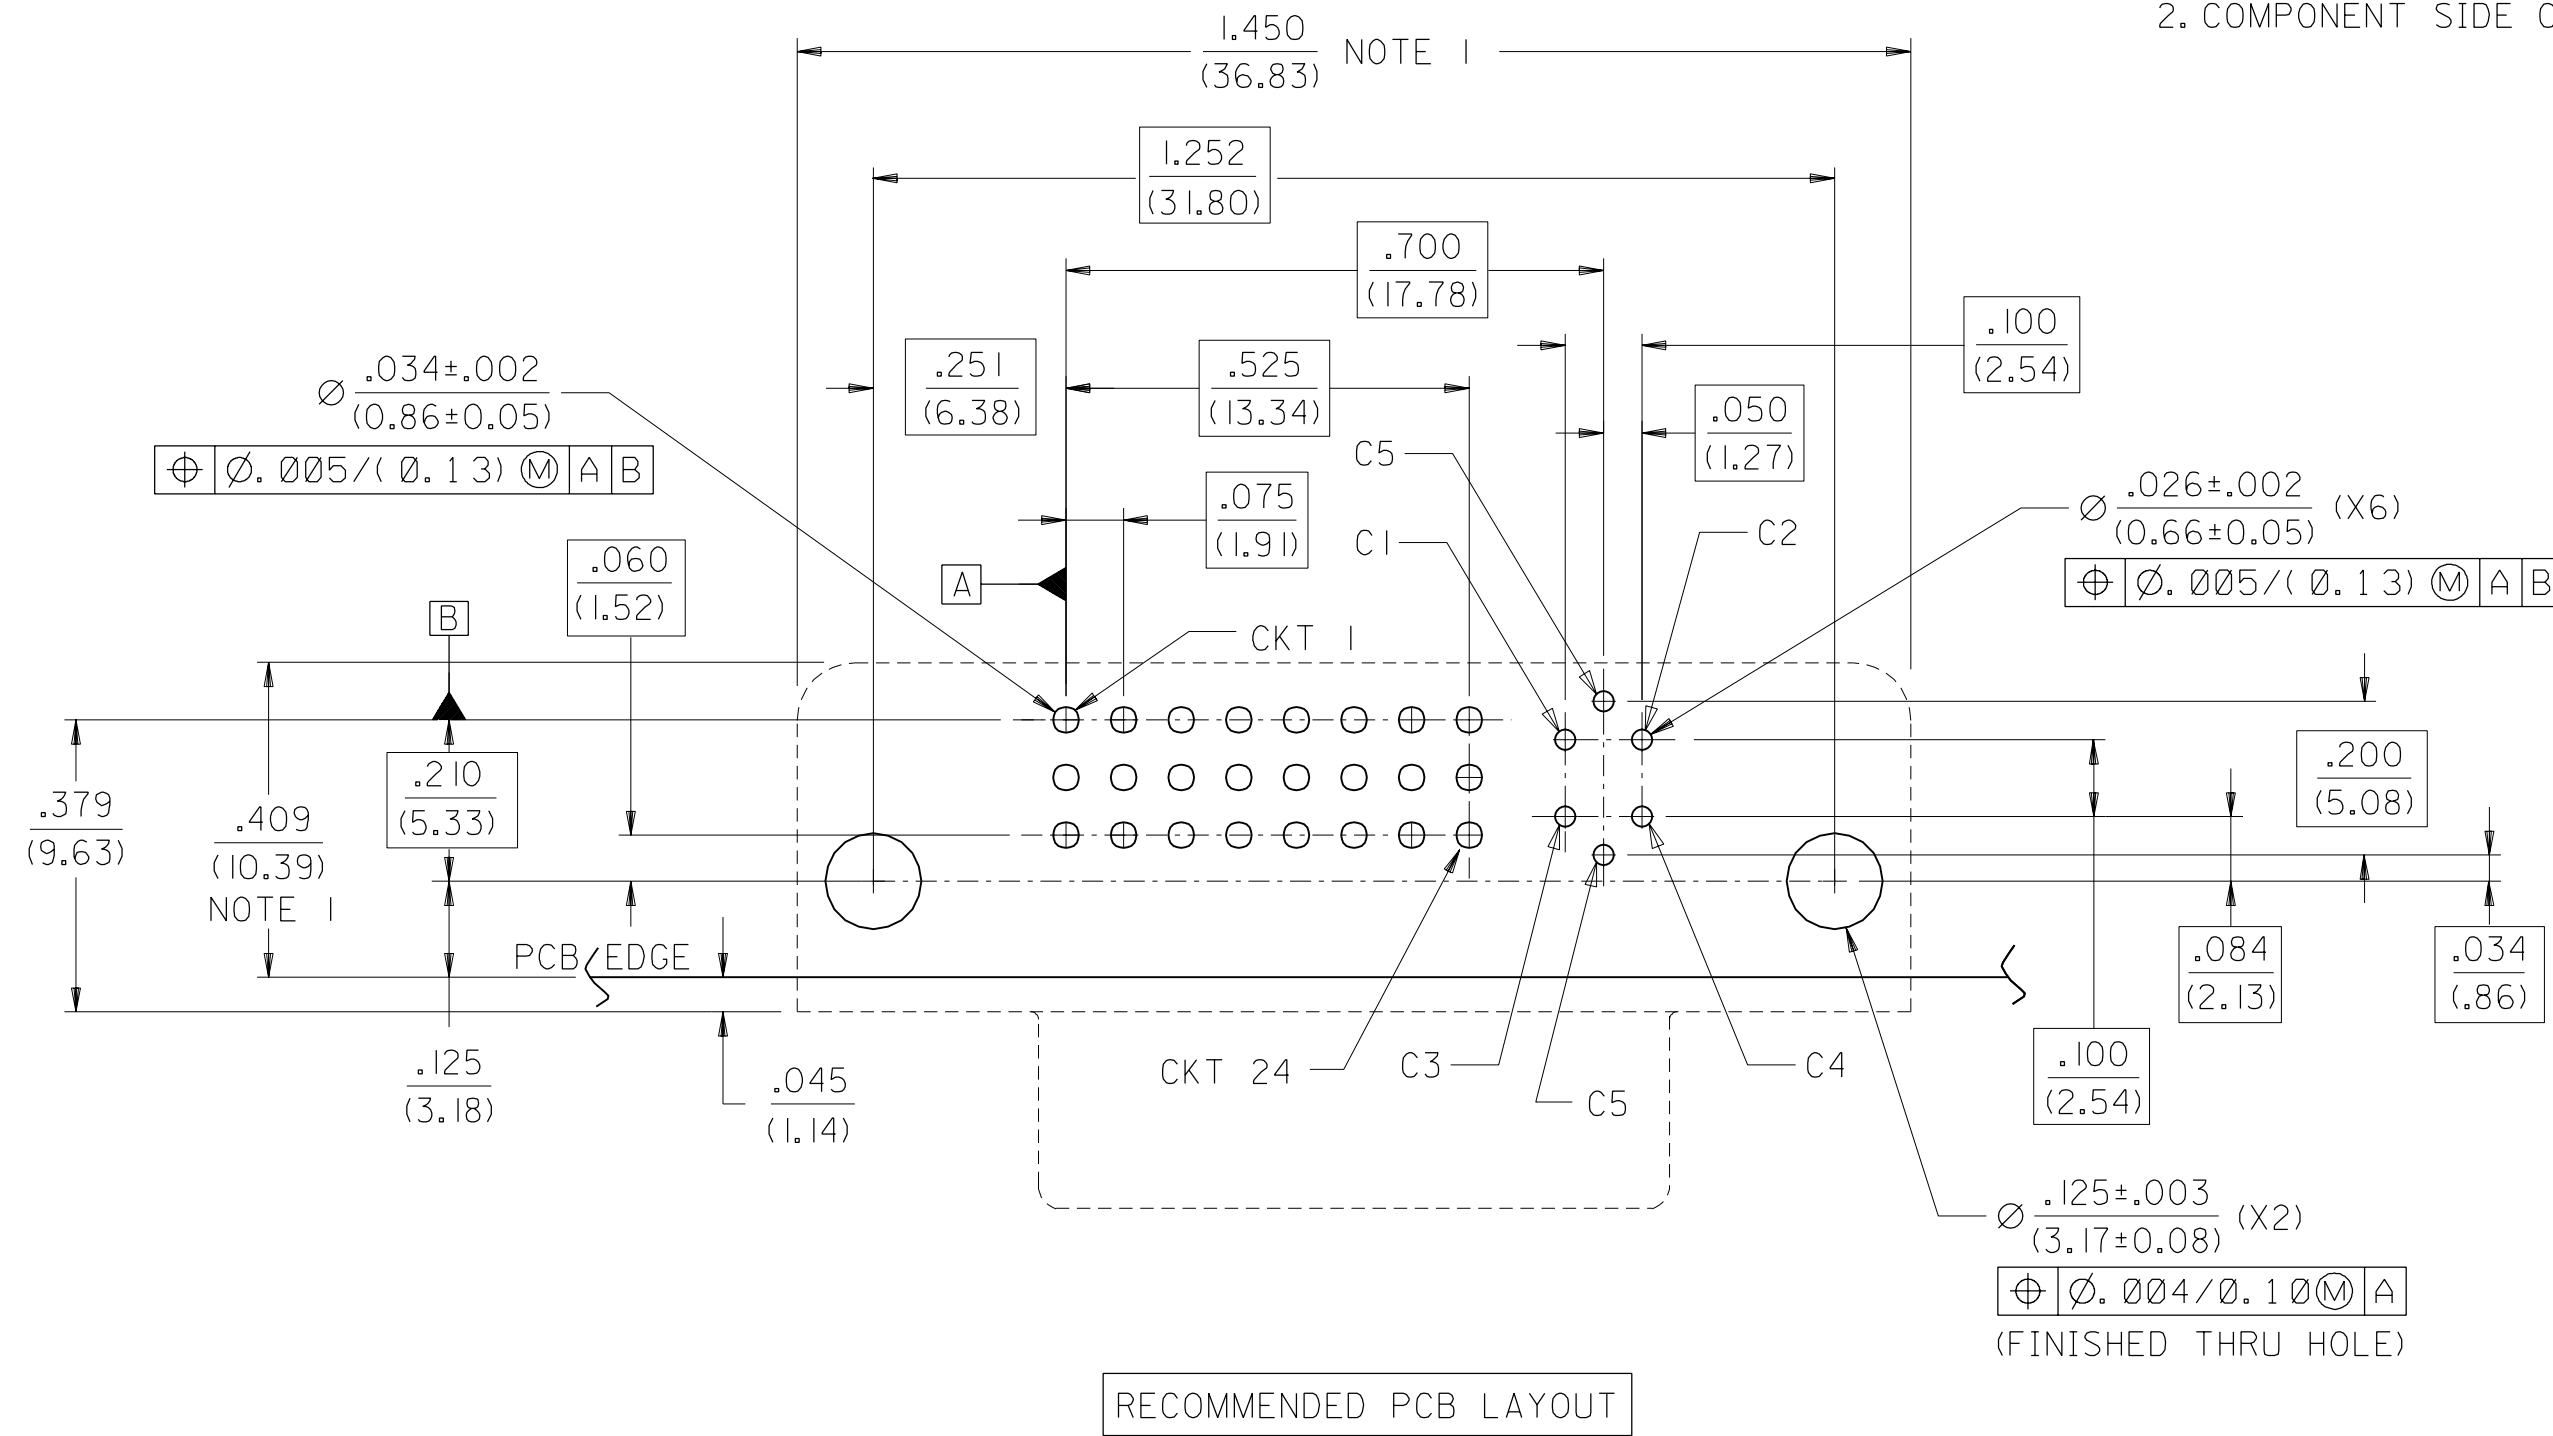 2. COMPONENT SIDE
1.450
(36.83)
NOTE 1
1.252
(31.80)
.700
(17.78)
.100
(2.54)
.251
(6.38)
.525
(13.34)
.050
(1.27)
Ø .034±.002
(0.86±0.05)
⌖ Ø.005/(0.13) Ⓜ A B
C5
.075
(1.91)
C1
C2
Ø .026±.002 (X6)
(0.66±0.05)
⌖ Ø.005/(0.13) Ⓜ A B
.060
(1.52)
A
B
CKT 1
.210
(5.33)
.379
(9.63)
.409
(10.39)
NOTE 1
.200
(5.08)
PCB EDGE
.084
(2.13)
.034
(.86)
.125
(3.18)
.045
(1.14)
CKT 24
C3
C5
C4
.100
(2.54)
Ø .125±.003 (X2)
(3.17±0.08)
⌖ Ø.004/0.10Ⓜ A
(FINISHED THRU HOLE)
RECOMMENDED PCB LAYOUT